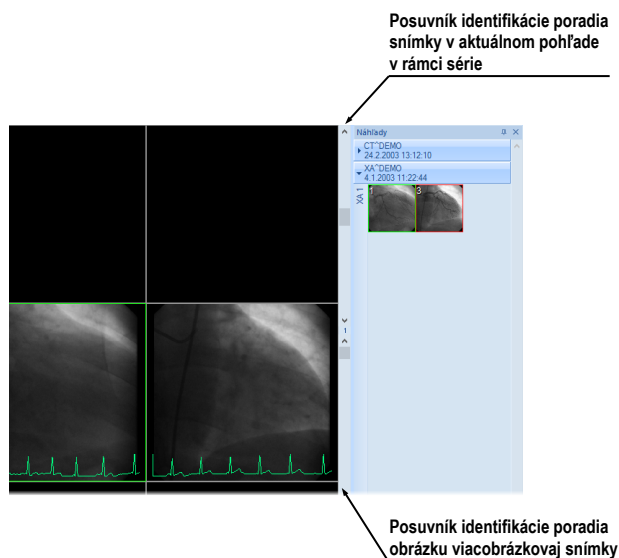 Posuvník identifikácie poradia
snímky v aktuálnom pohľade
v rámci série
Náhľady
CT^DEMO
24.2.2003 13:12:10
XA^DEMO
4.1.2003 11:22:44
XA 1
1
3
1
Posuvník identifikácie poradia
obrázku viacobrázkovaj snímky